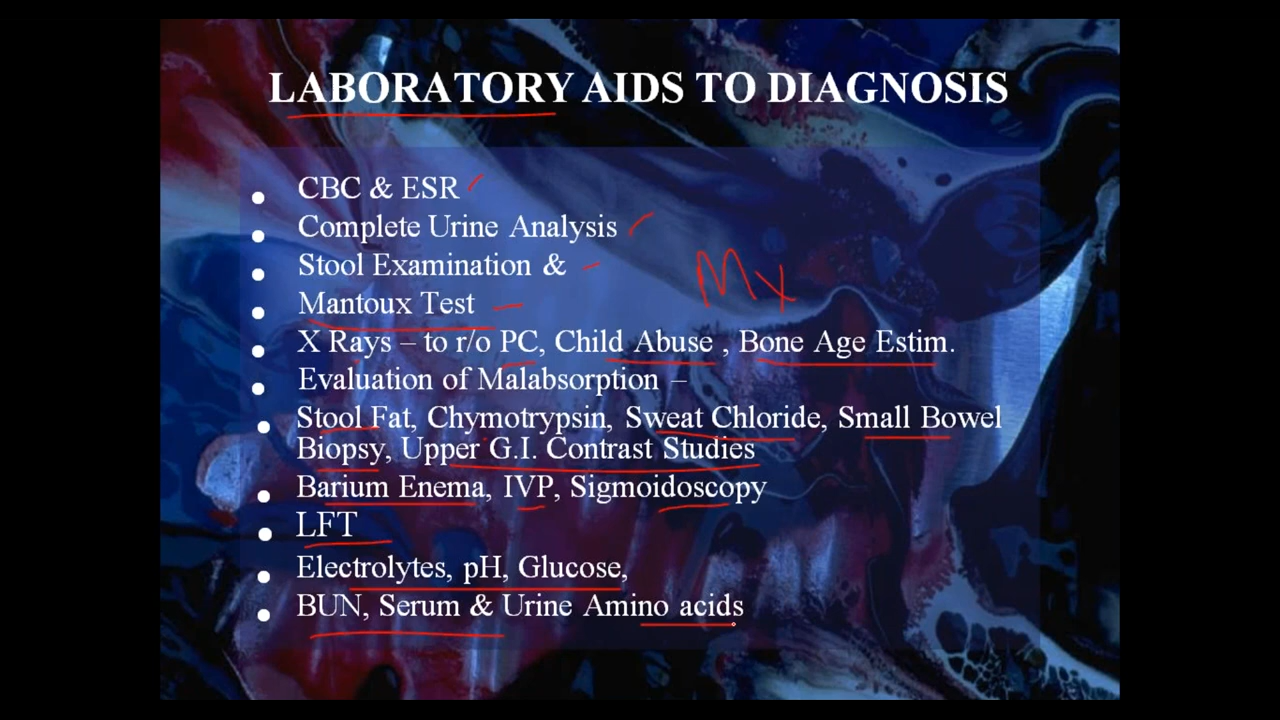 LABORATORY AIDS TO DIAGNOSIS
• CBC & ESR
• Complete Urine Analysis
• Stool Examination &
• Mantoux Test
Mx
• X Rays – to r/o PC, Child Abuse , Bone Age Estim.
• Evaluation of Malabsorption –
• Stool Fat, Chymotrypsin, Sweat Chloride, Small Bowel
Biopsy, Upper G.I. Contrast Studies
• Barium Enema, IVP, Sigmoidoscopy
• LFT
• Electrolytes, pH, Glucose,
• BUN, Serum & Urine Amino acids